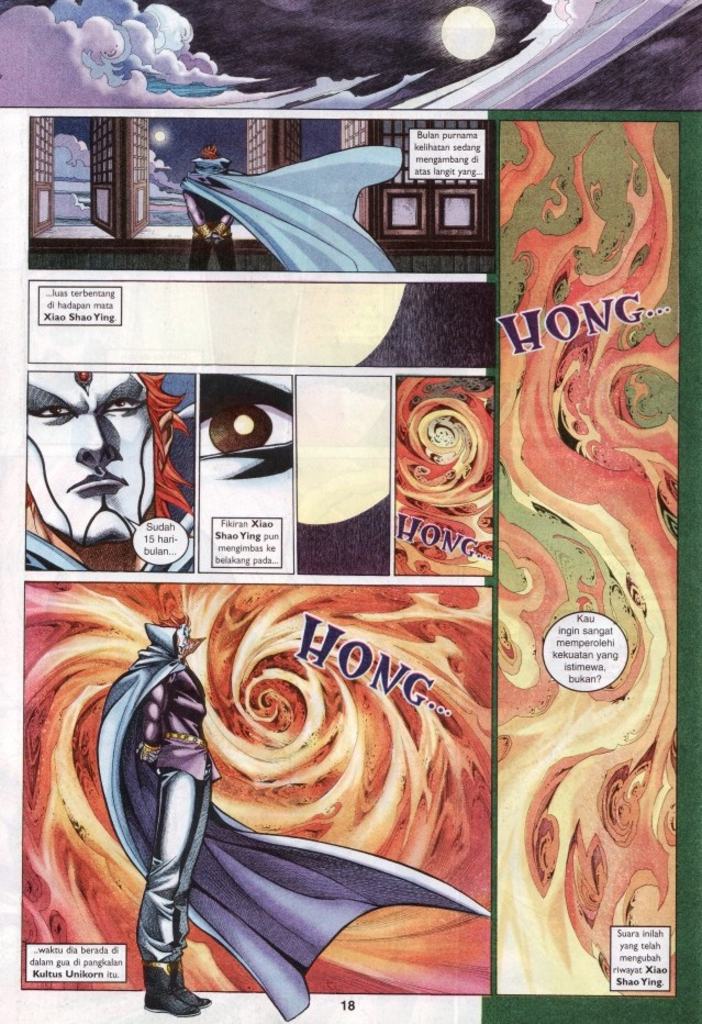 Bulan purnama
kelihatan sedang
mengambang di
atas langit yang...
...luas terbentang
di hadapan mata
Xiao Shao Ying.
Sudah
15 hari-
bulan...
Fikiran Xiao
Shao Ying pun
mengimbas ke
belakang pada...
HONG...
HONG...
..waktu dia berada di
dalam gua di pangkalan
Kultus Unikorn itu.
HONG...
Kau
ingin sangat
memperolehi
kekuatan yang
istimewa,
bukan?
Suara inilah
yang telah
mengubah
riwayat Xiao
Shao Ying.
18